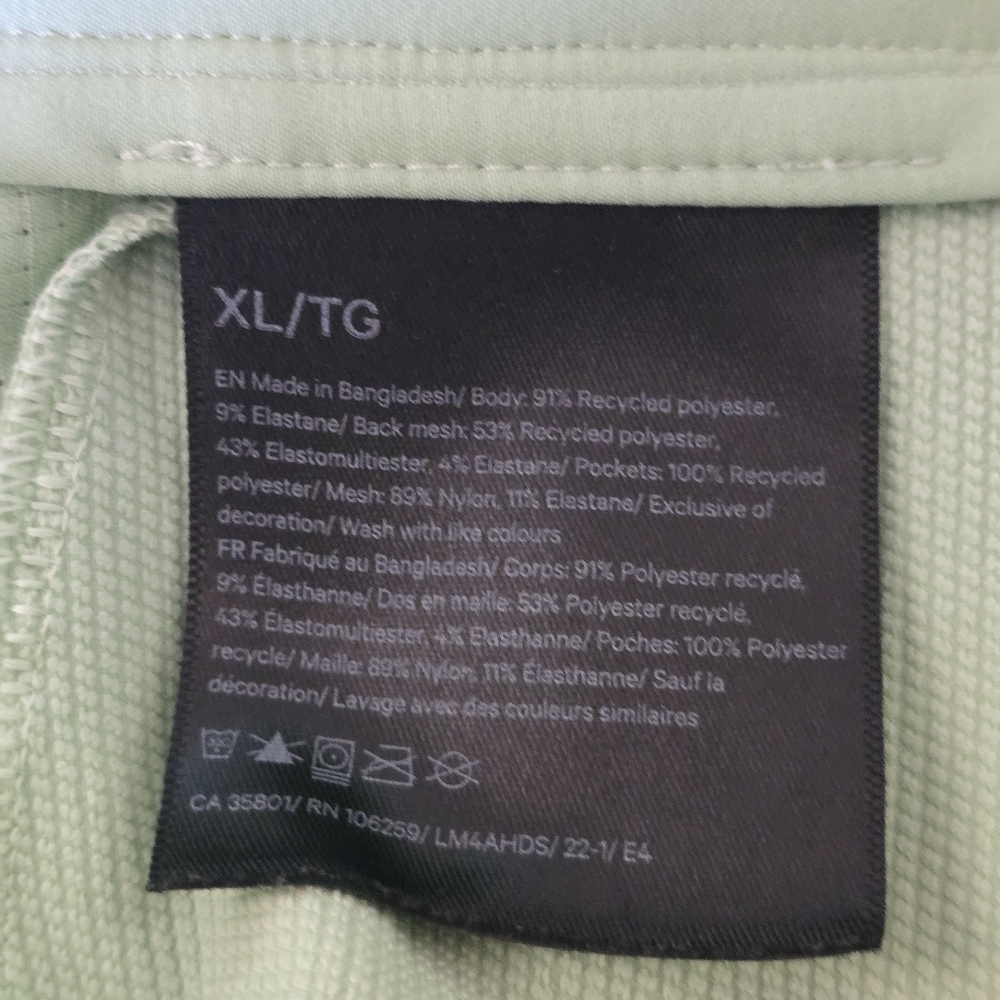 XL/TG
EN Made in Bangladesh/ Body: 91% Recycled polyester,
9% Elastane/ Back mesh: 53% Recycled polyester,
43% Elastomultiester, 4% Elastane/ Pockets: 100% Recycled
polyester/ Mesh: 89% Nylon, 11% Elastane/ Exclusive of
decoration/ Wash with like colours
FR Fabriqué au Bangladesh/ Corps: 91% Polyester recyclé,
9% Élasthanne/ Dos en maille: 53% Polyester recyclé,
43% Élastomultiester, 4% Élasthanne/ Poches: 100% Polyester
recyclé/ Maille: 89% Nylon, 11% Élasthanne/ Sauf la
décoration/ Lavage avec des couleurs similaires
CA 35801/ RN 106259/ LM4AHDS/ 22-1/ E4